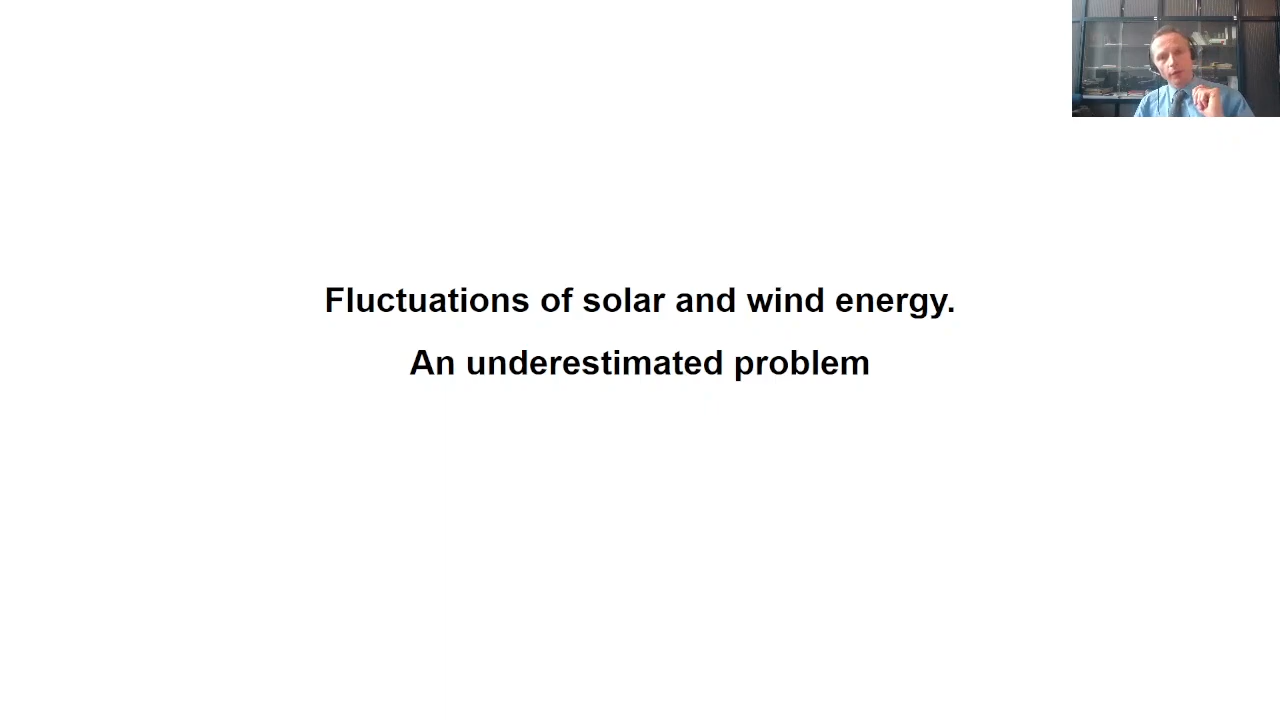 Fluctuations of solar and wind energy.
An underestimated problem